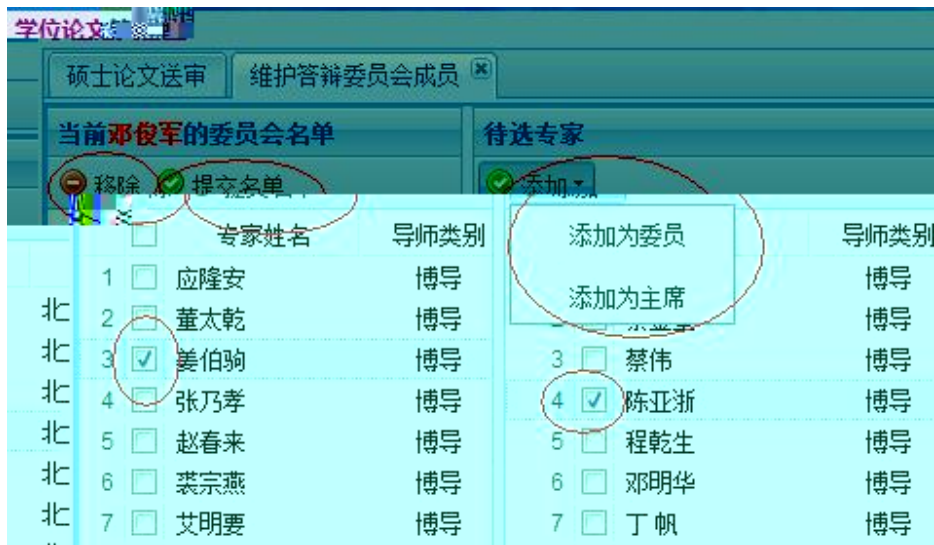 学位论文
硕士论文送审 维护答辩委员会成员
当前邓俊军的委员会名单 待选专家
移除 提交名单 添加
专家姓名 导师类别 添加为委员 导师类别
1 应隆安 博导 添加为主席 博导
北 2 董太乾 博导 博导
北 3 姜伯驹 博导 3 蔡伟 博导
北 4 张乃孝 博导 4 陈亚浙 博导
北 5 赵春来 博导 5 程乾生 博导
北 6 裘宗燕 博导 6 邓明华 博导
北 7 艾明要 博导 7 丁帆 博导